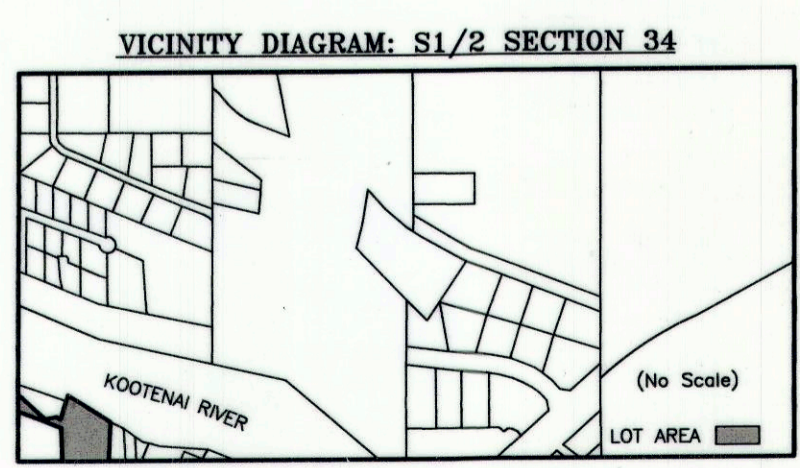 VICINITY DIAGRAM: S1/2 SECTION 34
KOOTENAI RIVER
(No Scale)
LOT AREA